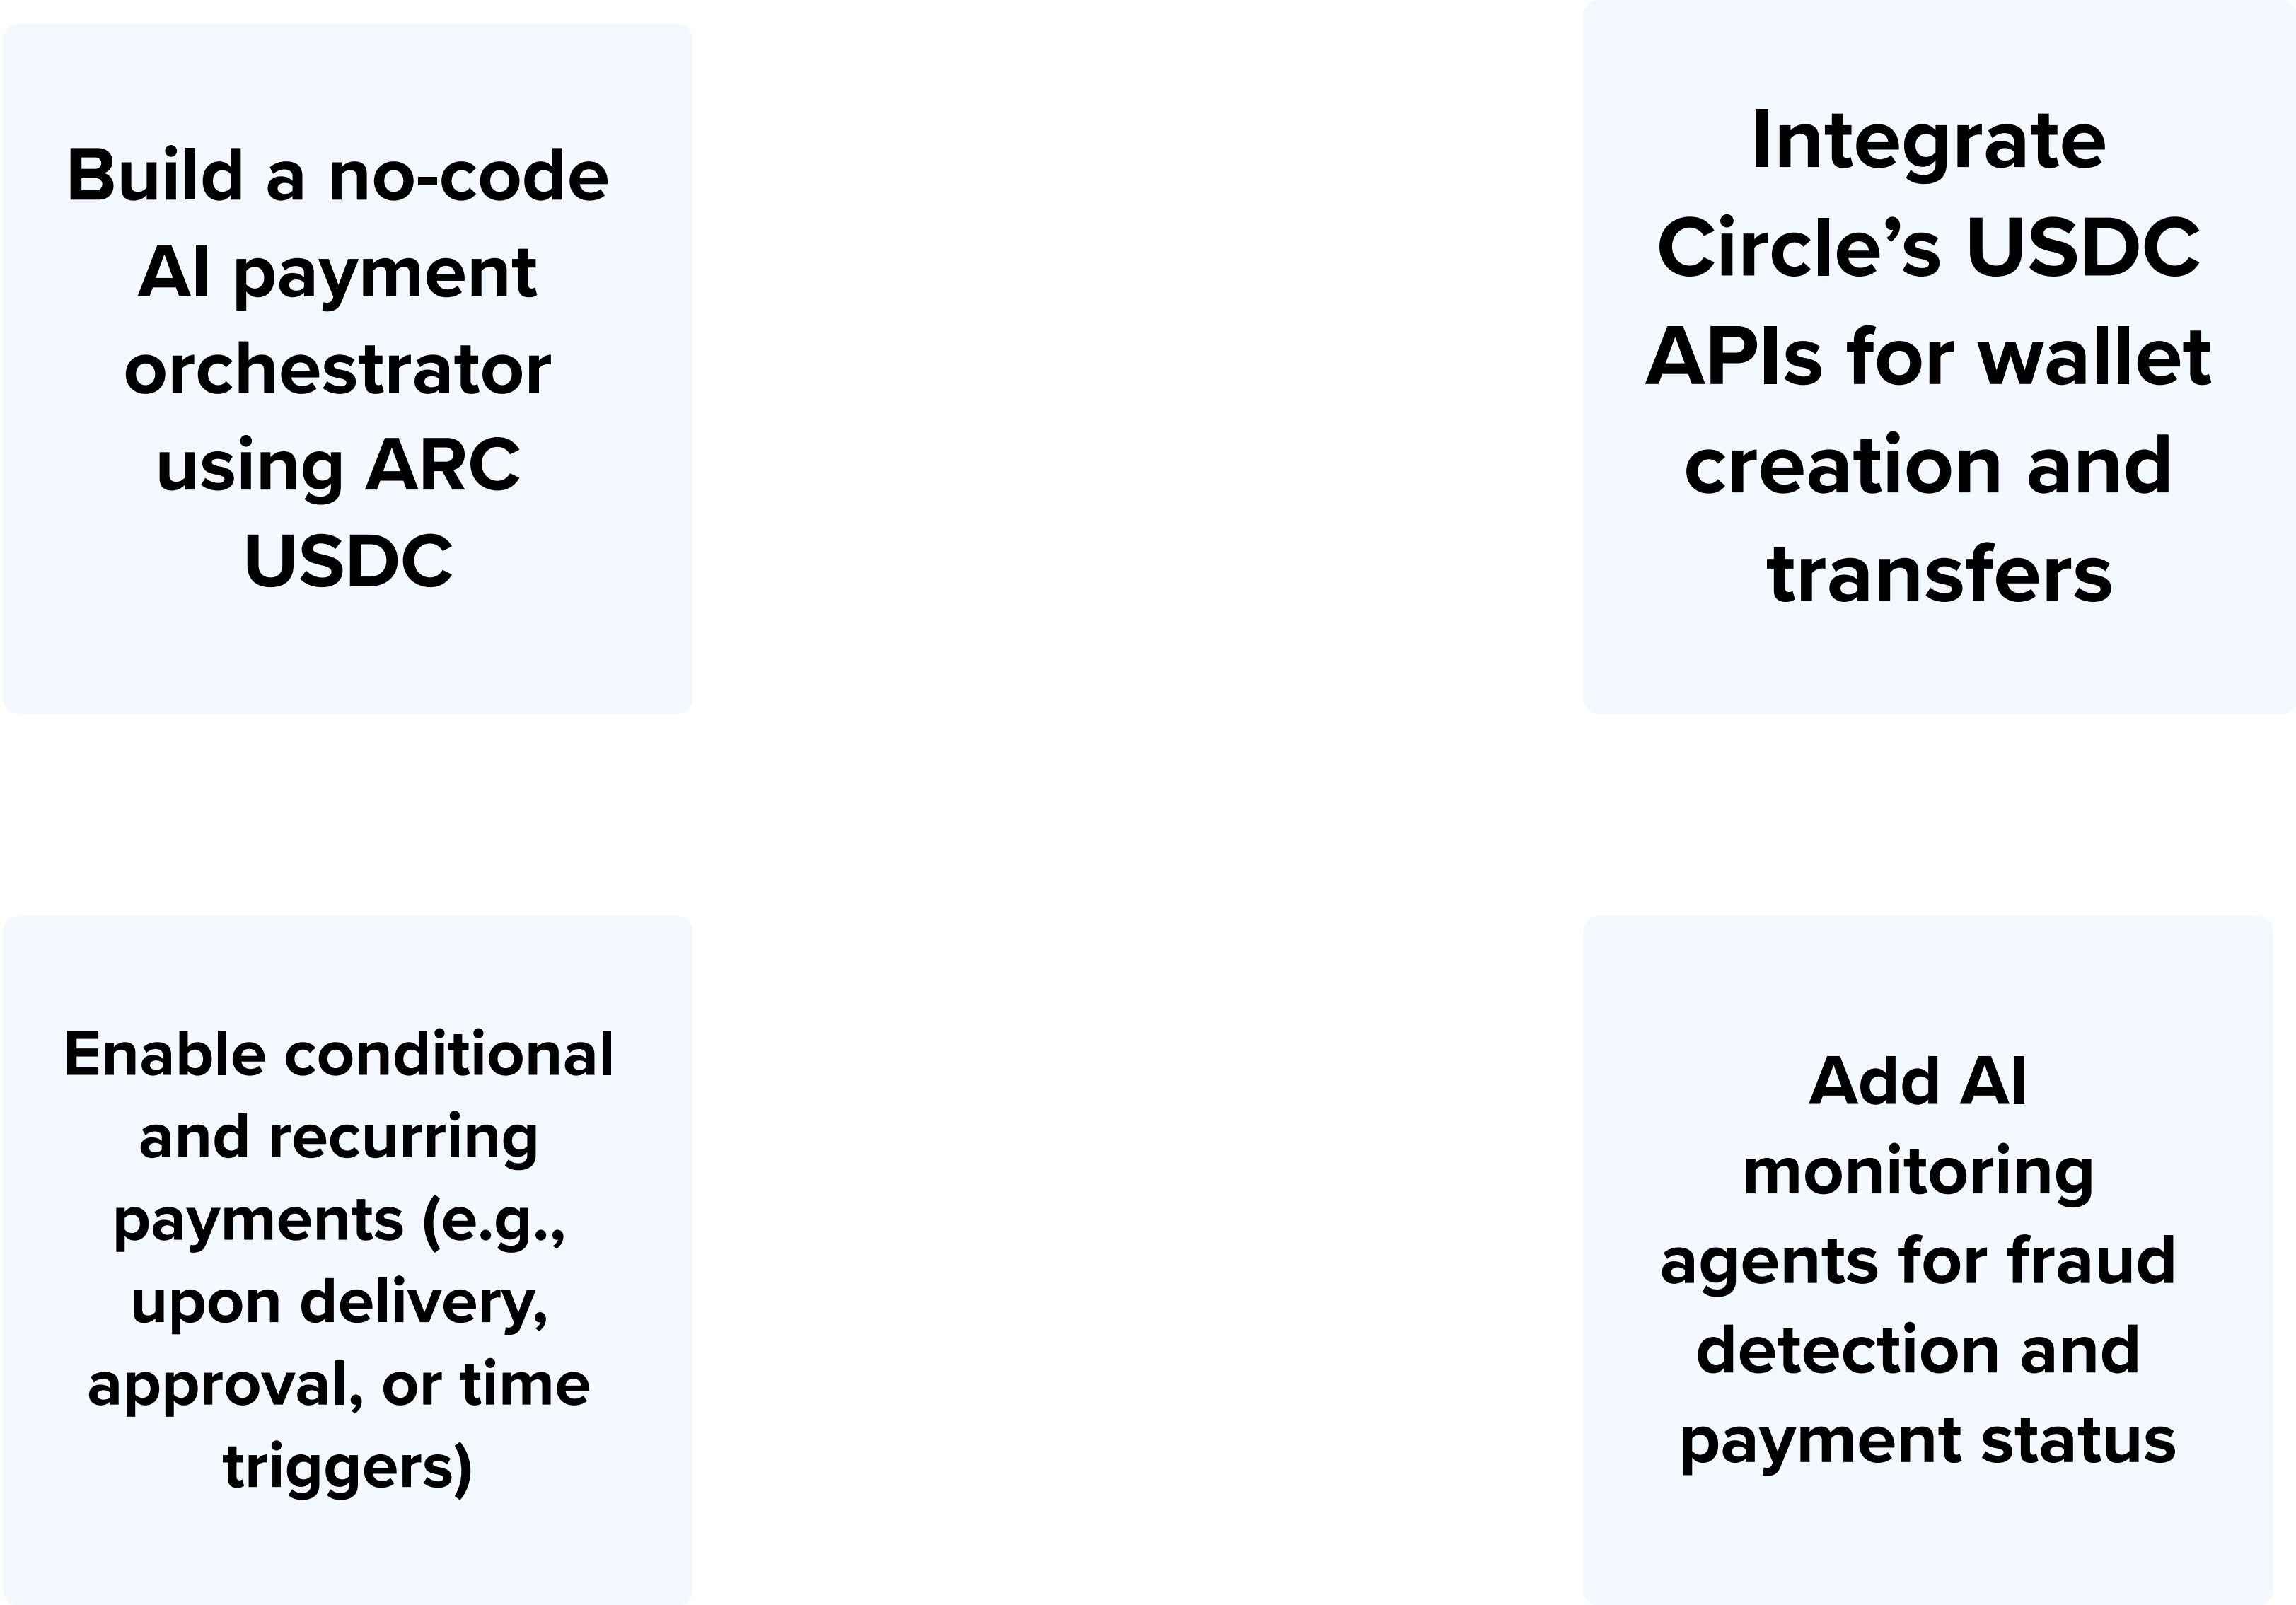 Build a no-code
AI payment
orchestrator
using ARC
USDC
Integrate
Circle’s USDC
APIs for wallet
creation and
transfers
Enable conditional
and recurring
payments (e.g.,
upon delivery,
approval, or time
triggers)
Add AI
monitoring
agents for fraud
detection and
payment status